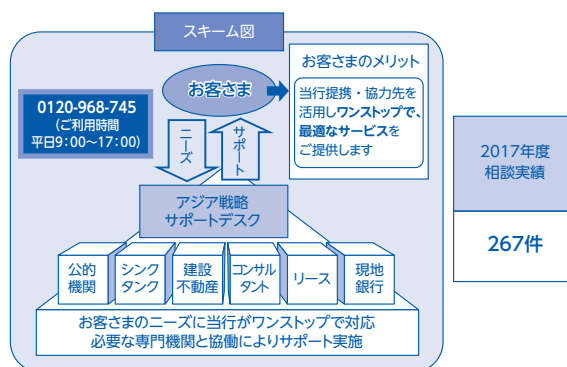 スキーム図
お客さま
お客さまのメリット
当行提携・協力先を
活用しワンストップで、
最適なサービスを
ご提供します
0120-968-745
(ご利用時間
平日9:00～17:00)
ニーズ
サポート
アジア戦略
サポートデスク
公的
機関
シンク
タンク
建設
不動産
コンサル
タント
リース
現地
銀行
お客さまのニーズに当行がワンストップで対応
必要な専門機関と協働によりサポート実施
2017年度
相談実績
267件